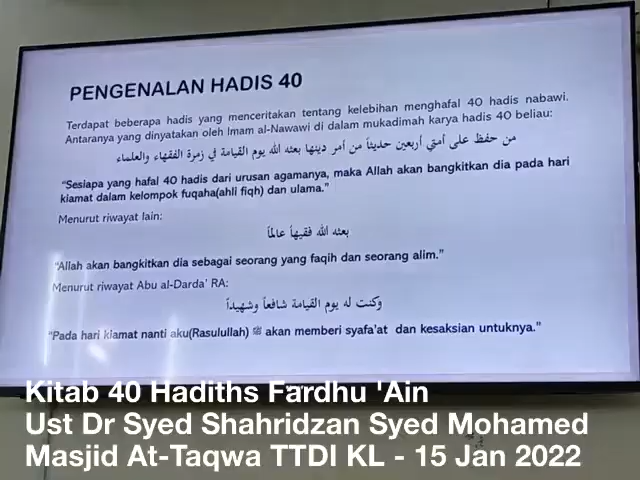 PENGENALAN HADIS 40
Terdapat beberapa hadis yang menceritakan tentang kelebihan menghafal 40 hadis nabawi.
Antaranya yang dinyatakan oleh Imam al-Nawawi di dalam mukadimah karya hadis 40 beliau:
من حفظ على أمتي أربعين حديثاً من أمر دينها بعثه الله يوم القيامة في زمرة الفقهاء والعلماء
“Sesiapa yang hafal 40 hadis dari urusan agamanya, maka Allah akan bangkitkan dia pada hari
kiamat dalam kelompok fuqaha(ahli fiqh) dan ulama.”
Menurut riwayat lain:
بعثه الله فقيهاً عالماً
“Allah akan bangkitkan dia sebagai seorang yang faqih dan seorang alim.”
Menurut riwayat Abu al-Darda’ RA:
وكنت له يوم القيامة شافعاً وشهيداً
“Pada hari kiamat nanti aku(Rasulullah) ﷺ akan memberi syafa’at dan kesaksian untuknya.”
Kitab 40 Hadiths Fardhu 'Ain
Ust Dr Syed Shahridzan Syed Mohamed
Masjid At-Taqwa TTDI KL - 15 Jan 2022